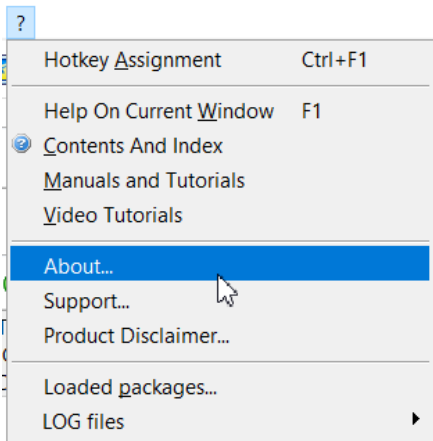 ?
Hotkey Assignment Ctrl+F1
Help On Current Window F1
Contents And Index
Manuals and Tutorials
Video Tutorials
About...
Support...
Product Disclaimer...
Loaded packages...
LOG files